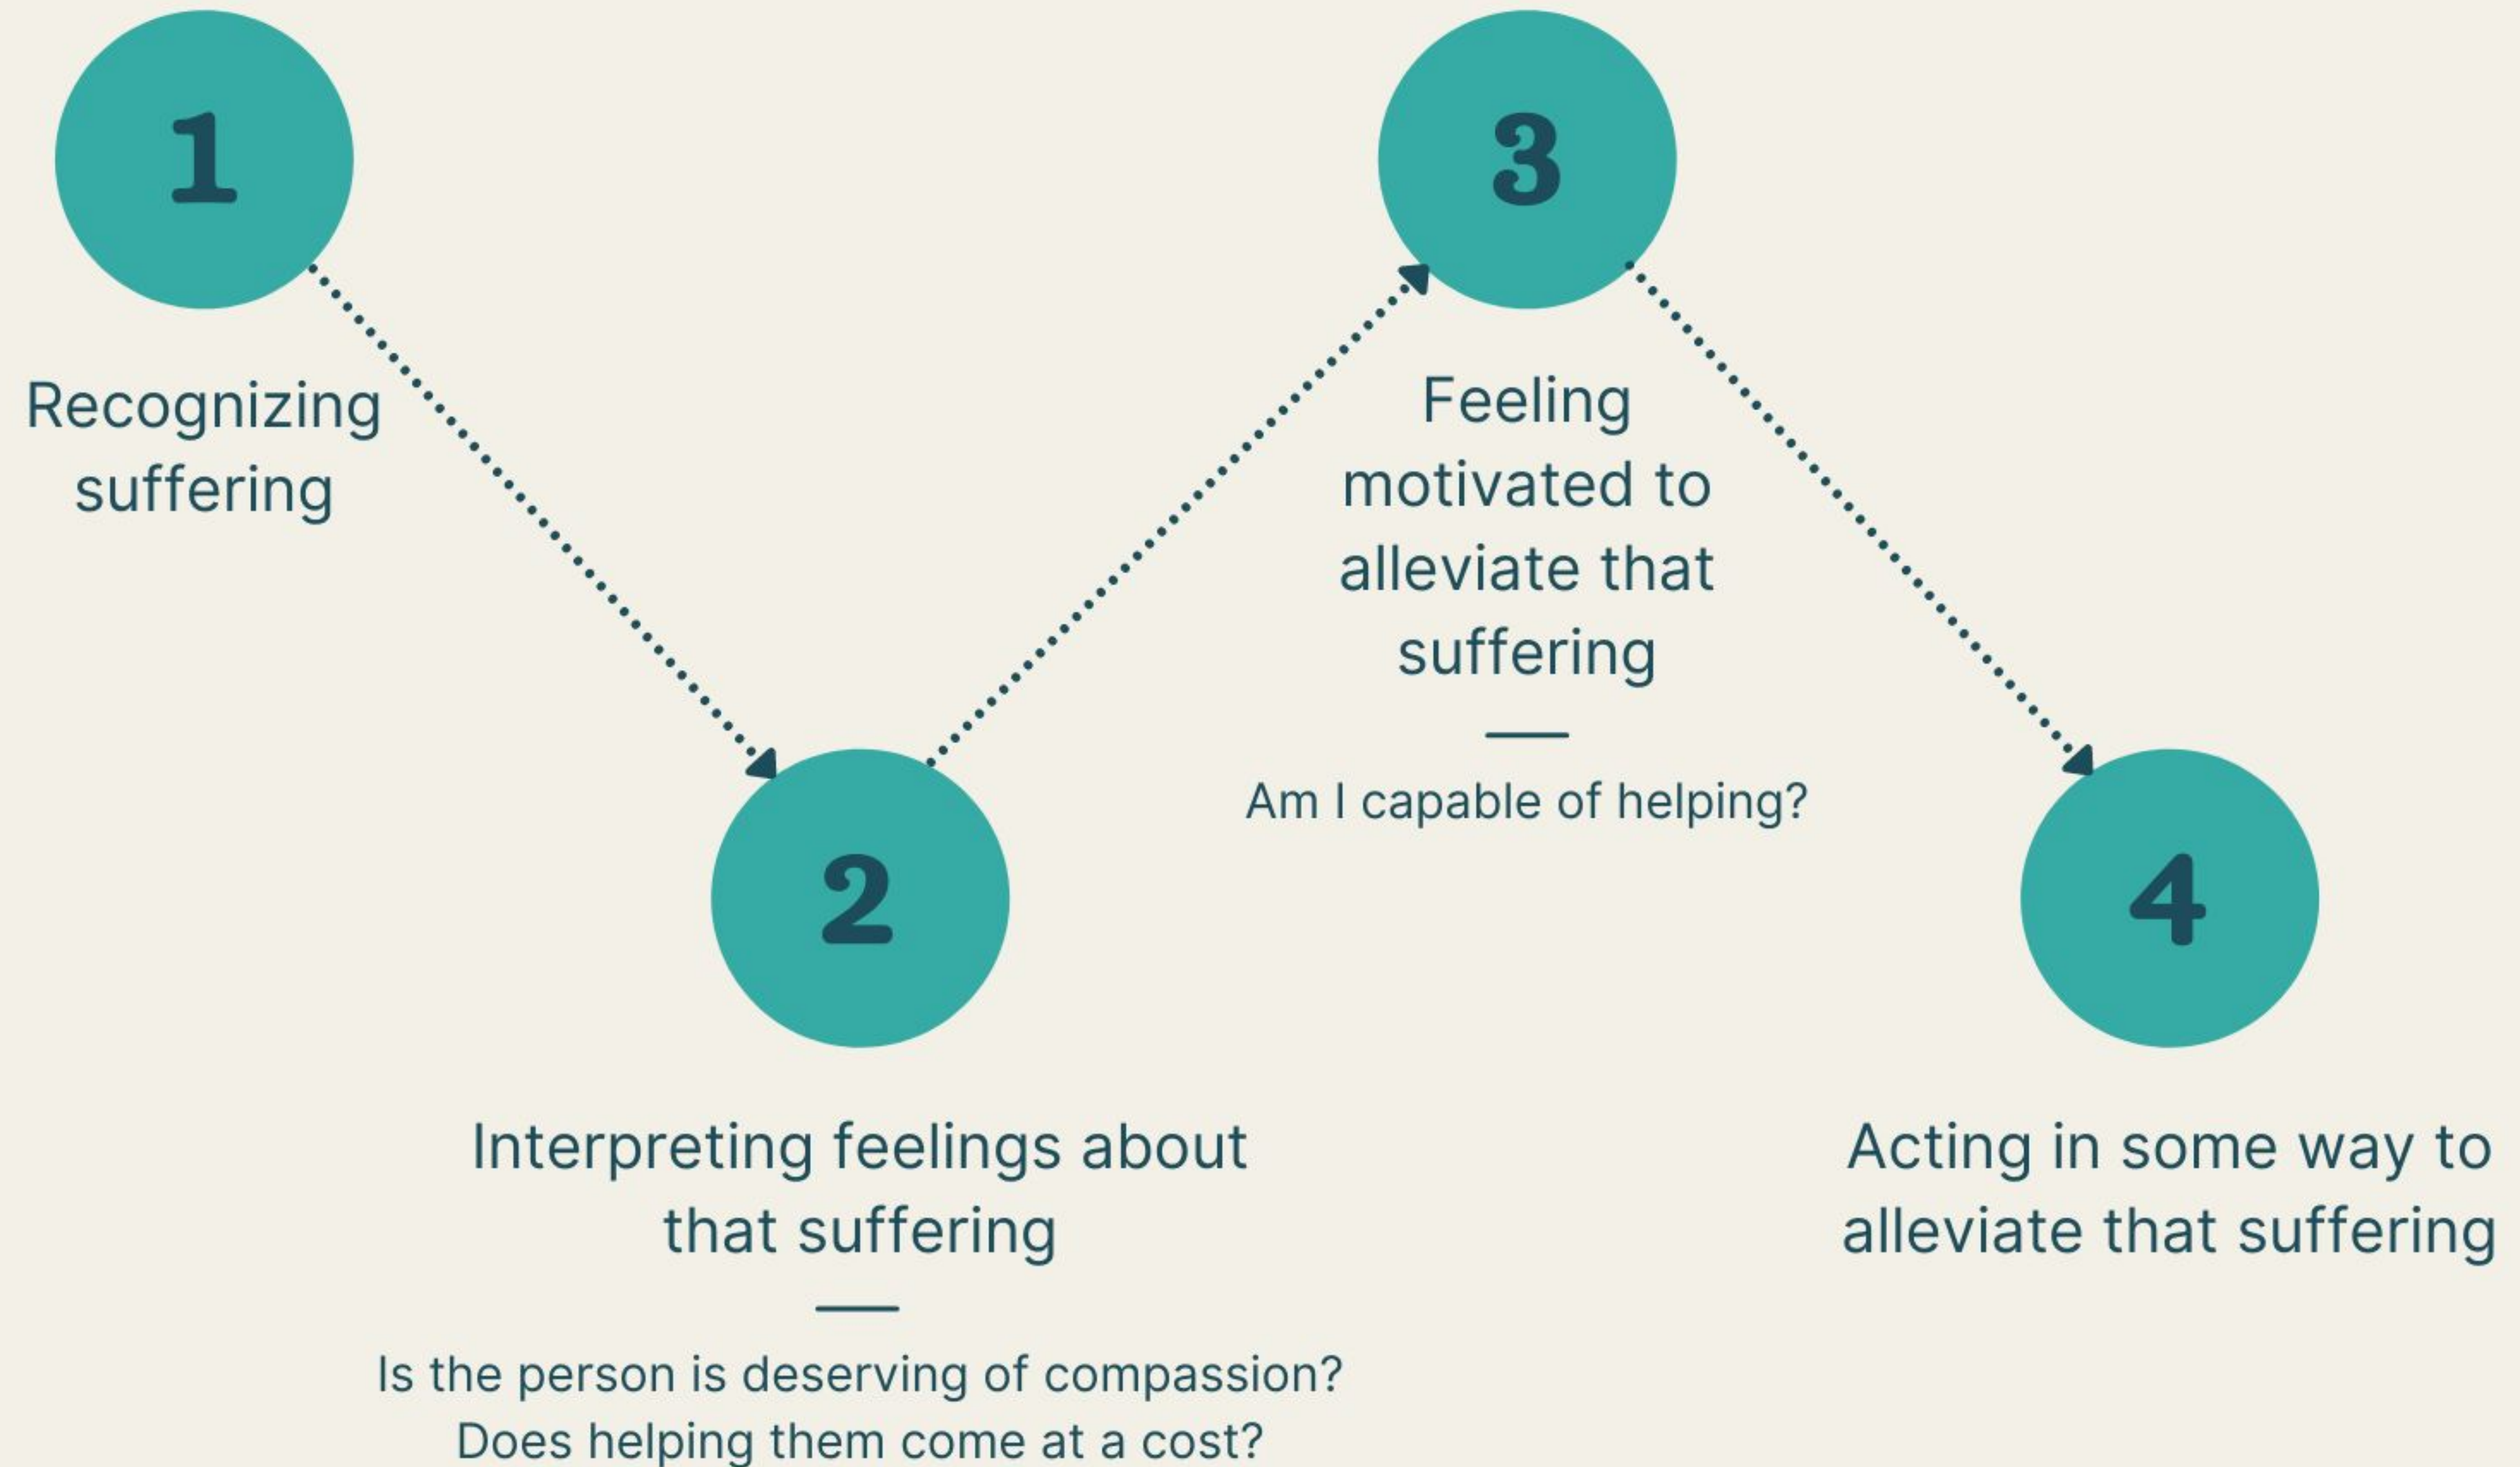 1
Recognizing
suffering
2
Interpreting feelings about
that suffering
Is the person is deserving of compassion?
Does helping them come at a cost?
3
Feeling
motivated to
alleviate that
suffering
Am I capable of helping?
4
Acting in some way to
alleviate that suffering